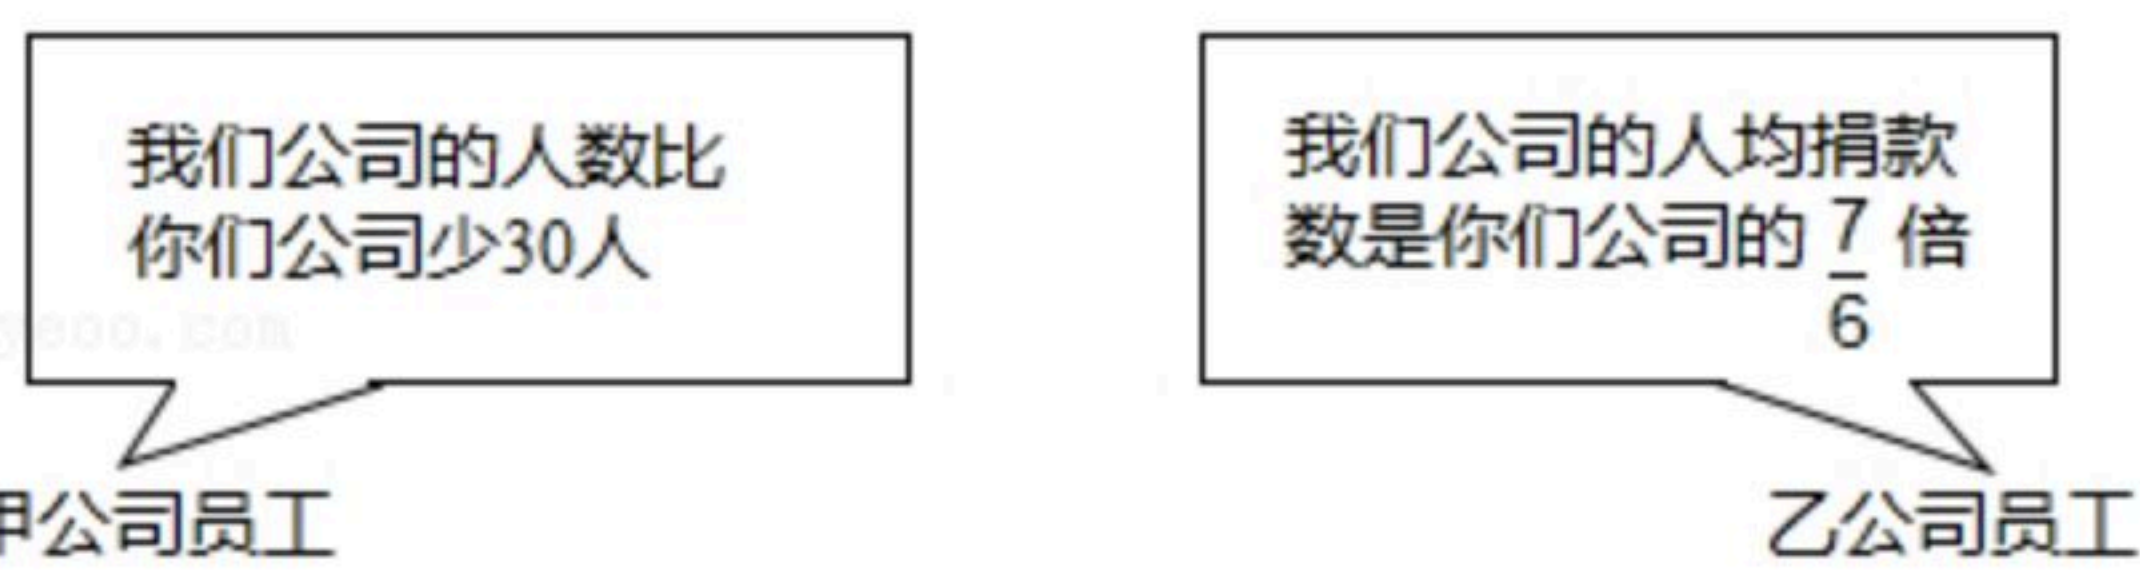 我们公司的人数比
你们公司少30人
我们公司的人均捐款
数是你们公司的 7/6 倍
甲公司员工
乙公司员工